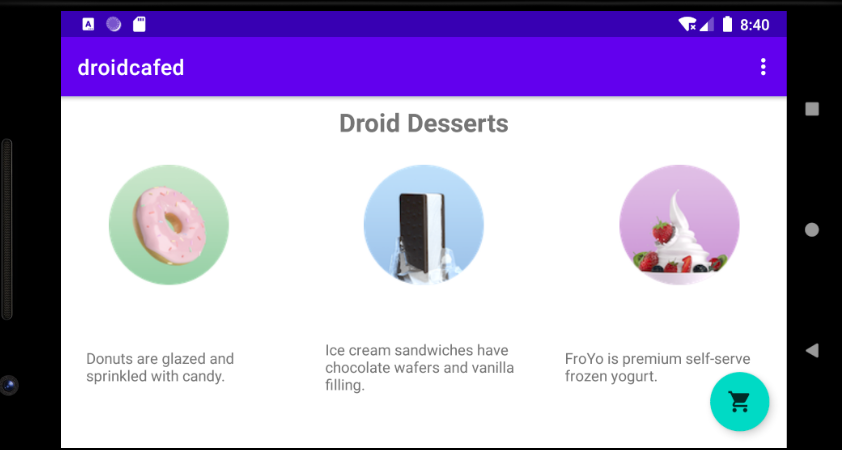 A
8:40
droidcafed
Droid Desserts
Donuts are glazed and
sprinkled with candy.
Ice cream sandwiches have
chocolate wafers and vanilla
filling.
FroYo is premium self-serve
frozen yogurt.